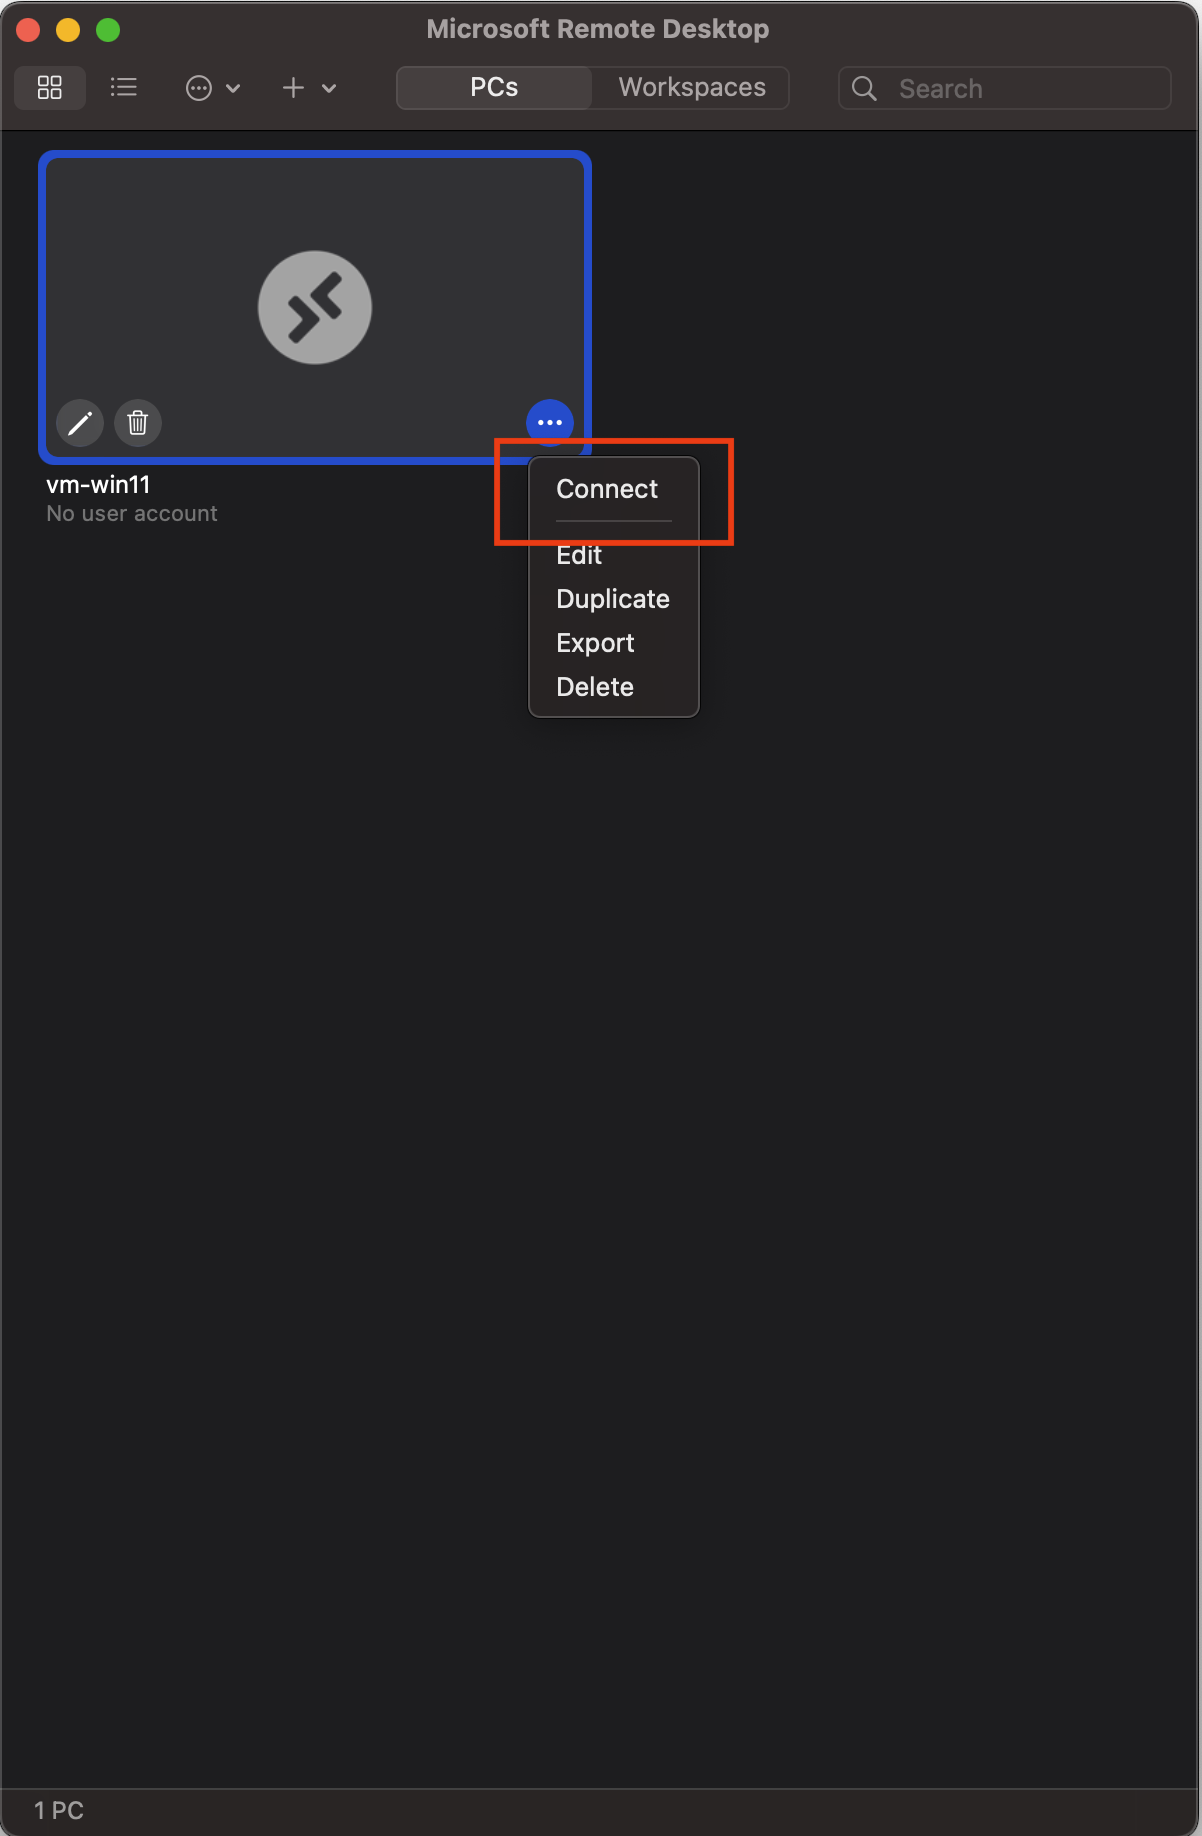 Microsoft Remote Desktop
PCs
Workspaces
Search
vm-win11
No user account
Connect
Edit
Duplicate
Export
Delete
1 PC